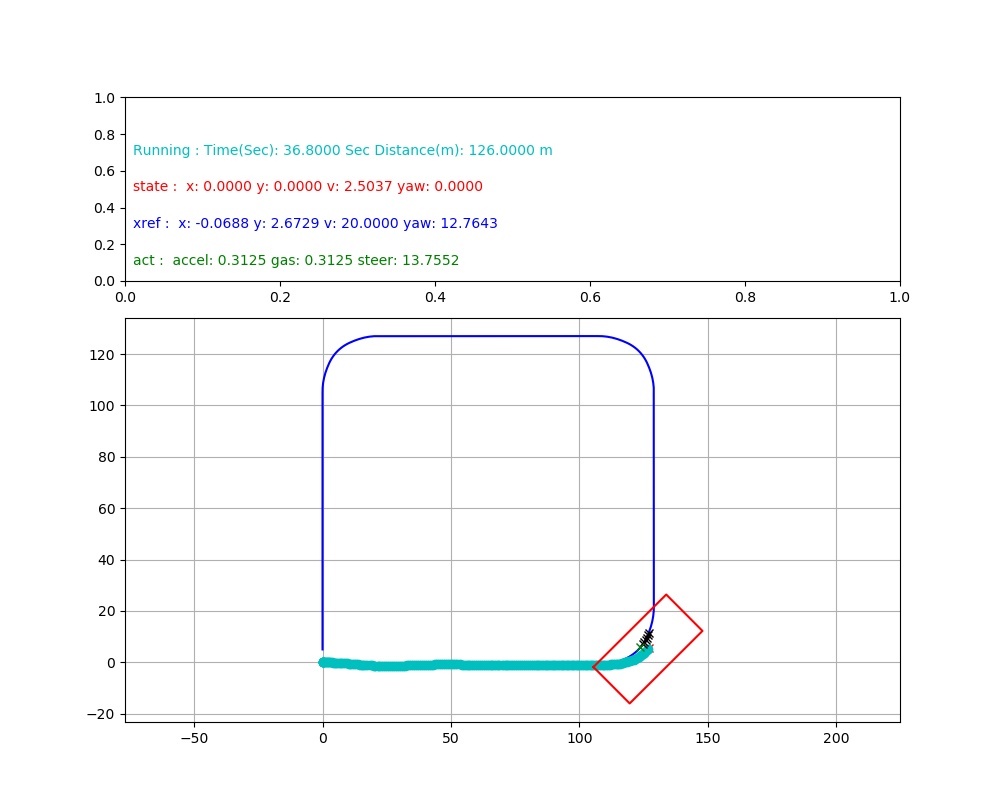 1.0
0.8
Running : Time(Sec): 36.8000 Sec Distance(m): 126.0000 m
0.6
state :  x: 0.0000 y: 0.0000 v: 2.5037 yaw: 0.0000
0.4
xref :  x: -0.0688 y: 2.6729 v: 20.0000 yaw: 12.7643
0.2
act :  accel: 0.3125 gas: 0.3125 steer: 13.7552
0.0
0.0 0.2 0.4 0.6 0.8 1.0
120
100
80
60
40
20
0
−20
−50 0 50 100 150 200